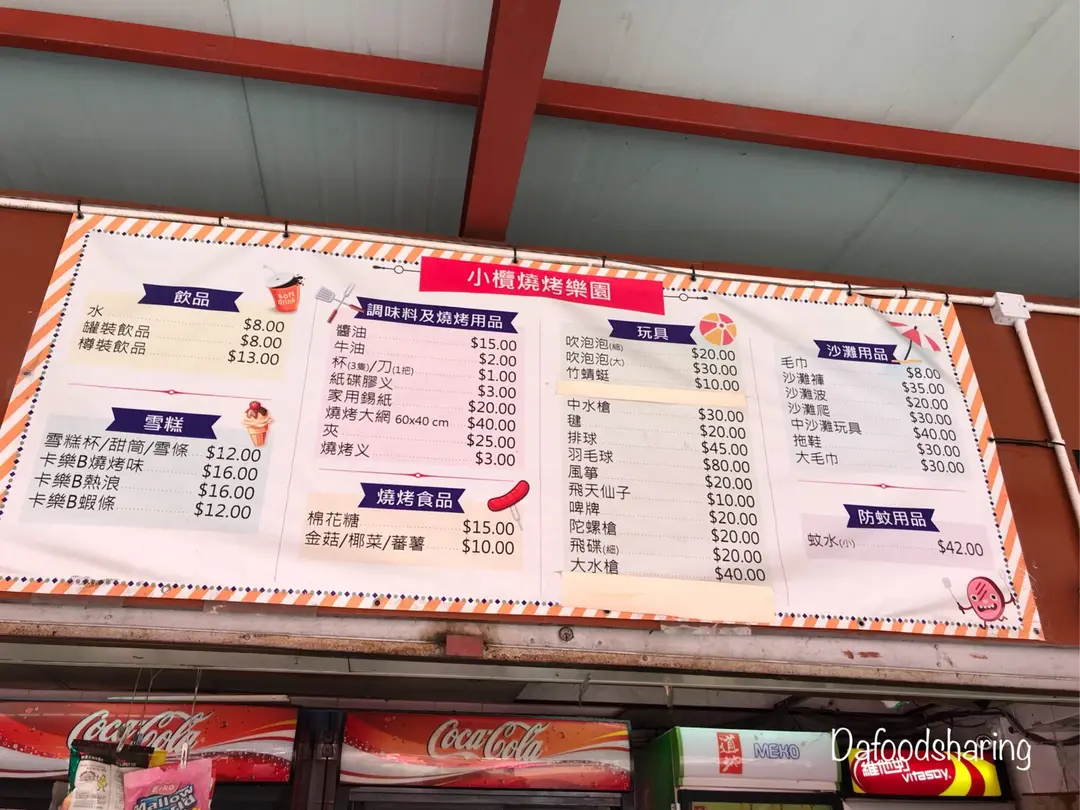 小欖燒烤樂園
飲品
Soft drink
水 $8.00
罐裝飲品 $8.00
樽裝飲品 $13.00
雪糕
雪糕杯/甜筒/雪條 $12.00
卡樂B燒烤味 $16.00
卡樂B熱浪 $16.00
卡樂B蝦條 $12.00
調味料及燒烤用品
醬油 $15.00
牛油 $2.00
杯(3隻)/刀(1把) $1.00
紙碟膠义 $3.00
家用錫紙 $20.00
燒烤大網 60x40 cm $40.00
夾 $25.00
燒烤义 $3.00
燒烤食品
棉花糖 $15.00
金菇/椰菜/蕃薯 $10.00
玩具
吹泡泡(細) $20.00
吹泡泡(大) $30.00
竹蜻蜓 $10.00
中水槍 $30.00
毽 $20.00
排球 $45.00
羽毛球 $80.00
風箏 $20.00
飛天仙子 $10.00
啤牌 $20.00
陀螺槍 $20.00
飛碟(細) $20.00
大水槍 $40.00
沙灘用品
毛巾 $8.00
沙灘褲 $35.00
沙灘波 $20.00
沙灘爬 $30.00
中沙灘玩具 $40.00
拖鞋 $30.00
大毛巾 $30.00
防蚊用品
蚊水(小) $42.00
Coca-Cola
Coca-Cola
道地
MEKO
維他奶
vitasoy
Dafoodsharing
Erko
Mallow